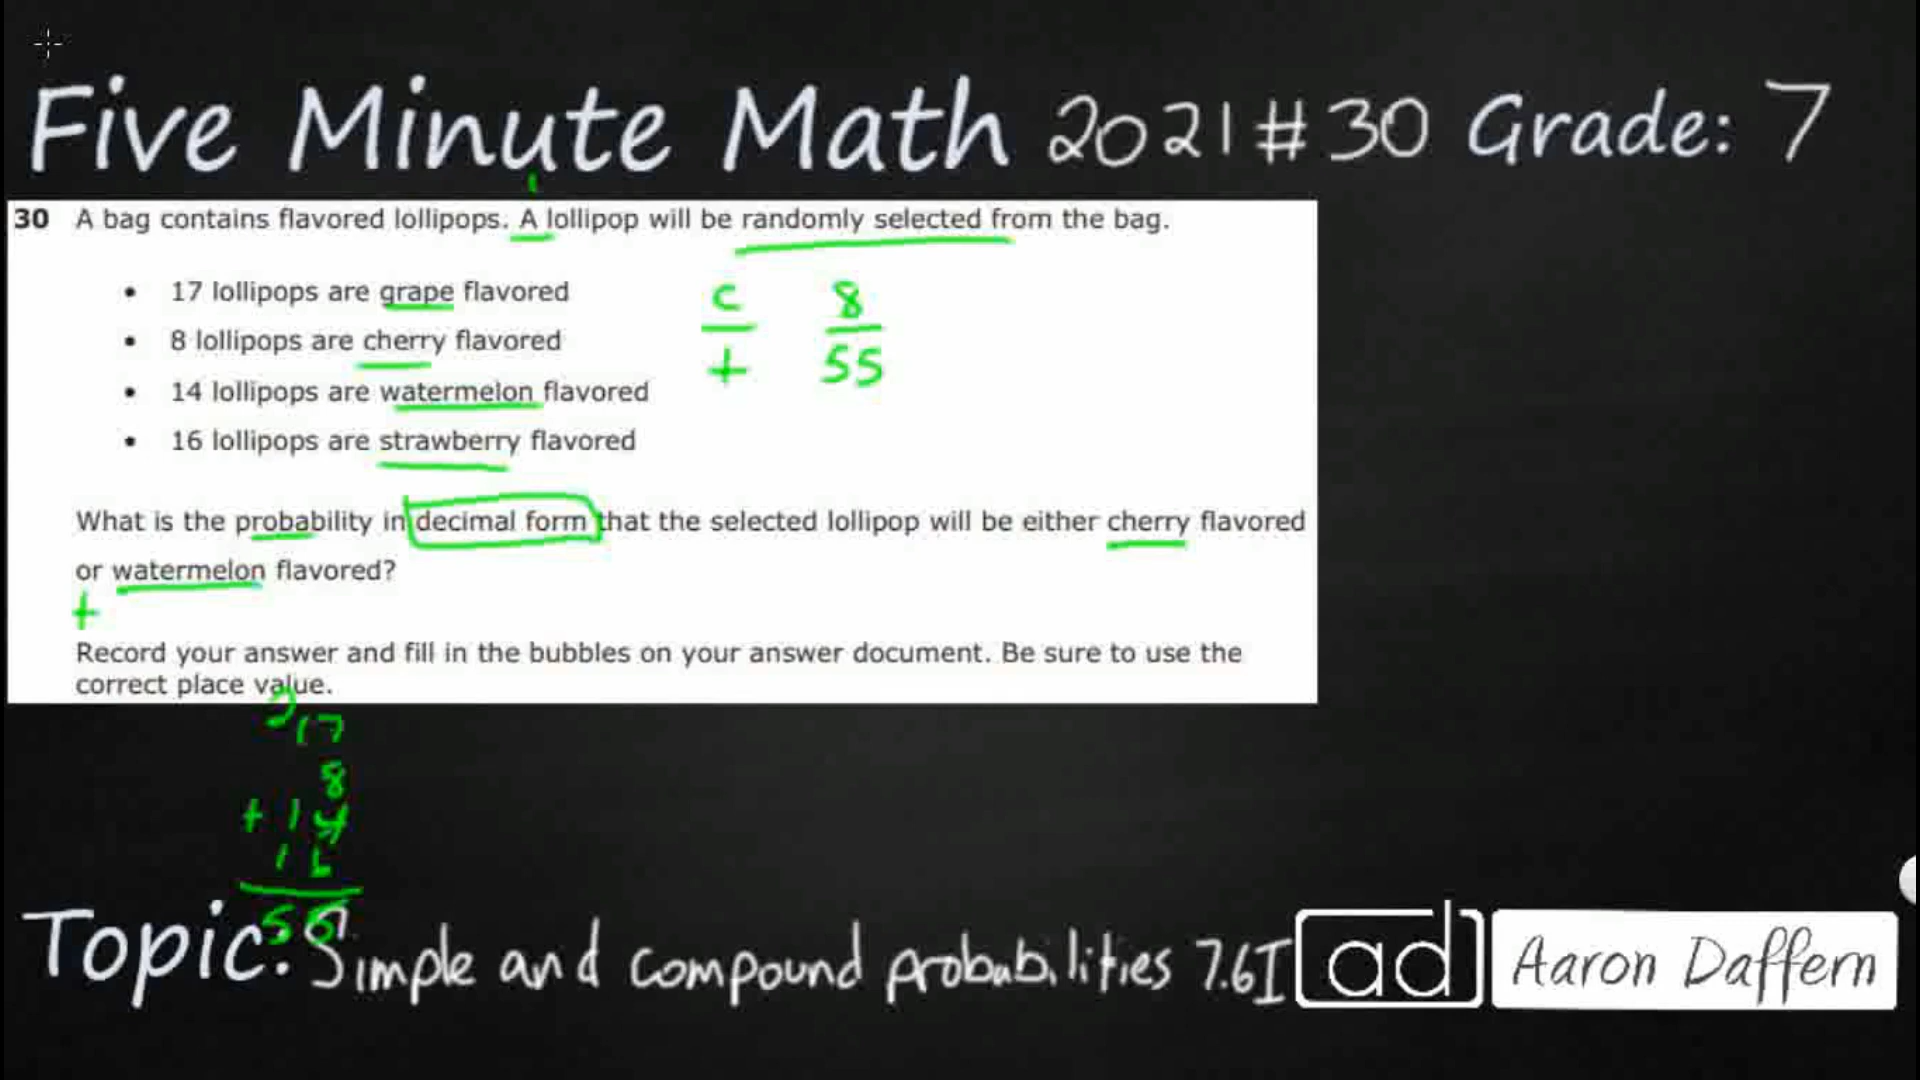 Five Minute Math 2021 #30 Grade: 7
30 A bag contains flavored lollipops. A lollipop will be randomly selected from the bag.
• 17 lollipops are grape flavored
• 8 lollipops are cherry flavored
• 14 lollipops are watermelon flavored
• 16 lollipops are strawberry flavored
c 8
+ 55
What is the probability in decimal form that the selected lollipop will be either cherry flavored
or watermelon flavored?
+
Record your answer and fill in the bubbles on your answer document. Be sure to use the
correct place value.
2
17
8
+ 14
55
Topic: Simple and compound probabilities 7.6I ad Aaron Daffern